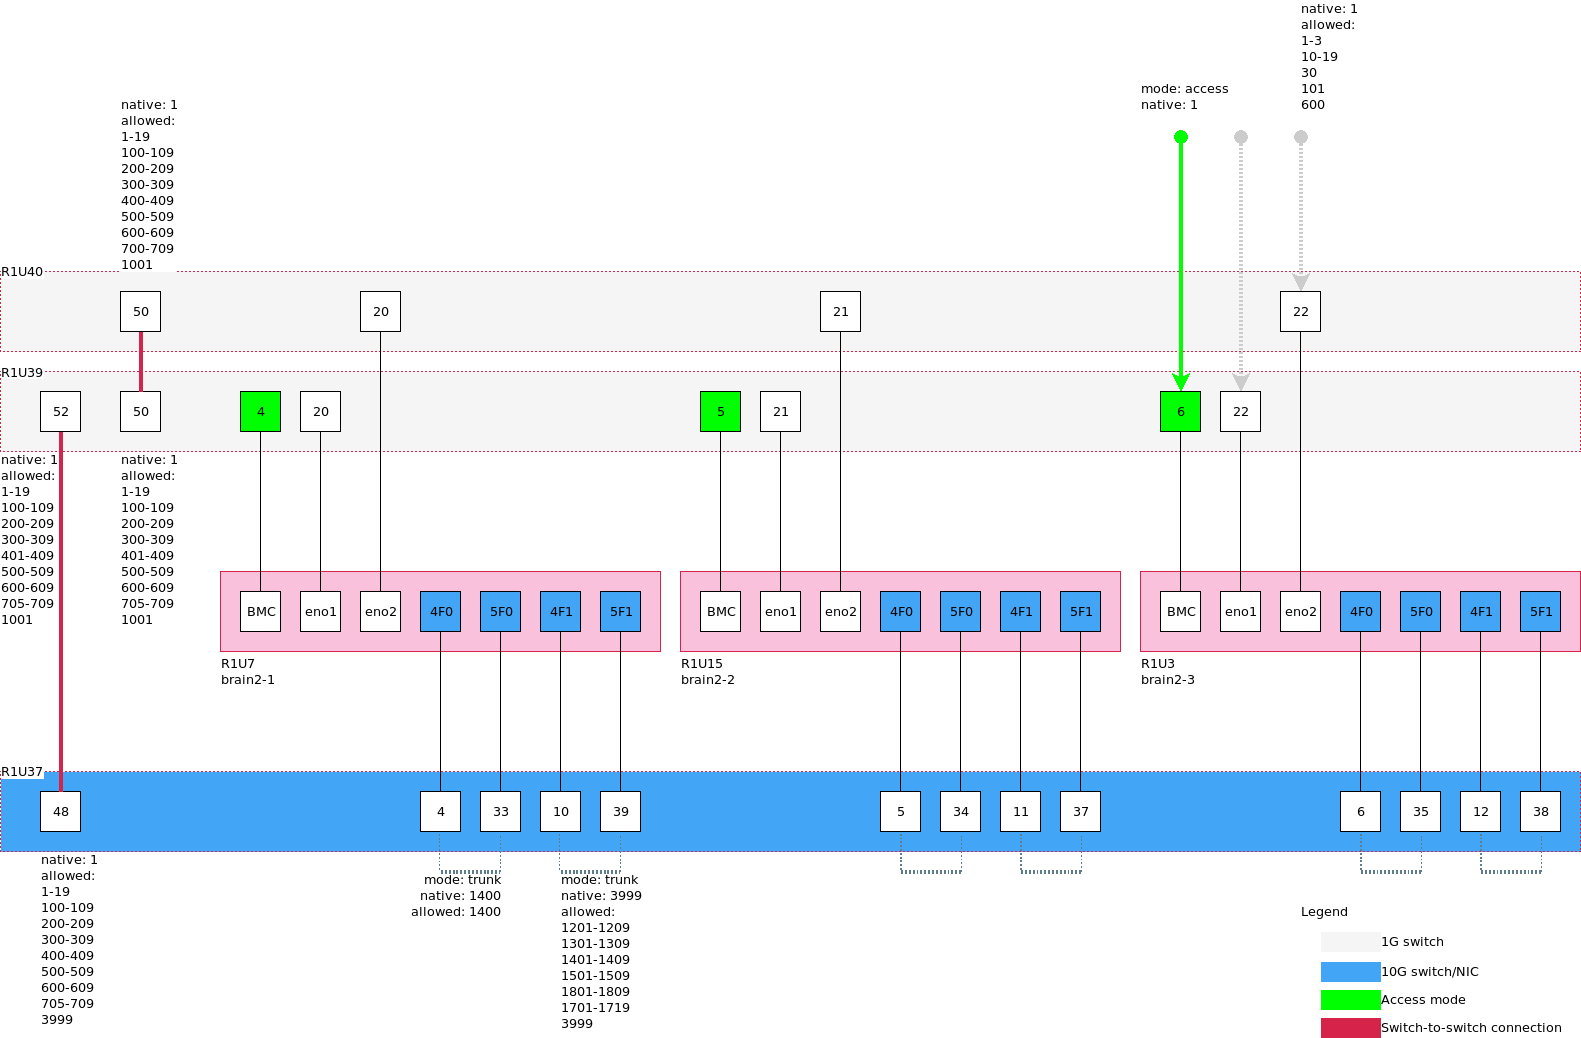 native: 1
allowed:
1-3
10-19
30
101
600
mode: access
native: 1
native: 1
allowed:
1-19
100-109
200-209
300-309
400-409
500-509
600-609
700-709
1001
R1U40
50
20
21
22
R1U39
52
50
4
20
5
21
6
22
native: 1
allowed:
1-19
100-109
200-209
300-309
401-409
500-509
600-609
705-709
1001
native: 1
allowed:
1-19
100-109
200-209
300-309
401-409
500-509
600-609
705-709
1001
BMC
eno1
eno2
4F0
5F0
4F1
5F1
R1U7
brain2-1
BMC
eno1
eno2
4F0
5F0
4F1
5F1
R1U15
brain2-2
BMC
eno1
eno2
4F0
5F0
4F1
5F1
R1U3
brain2-3
R1U37
48
4
33
10
39
5
34
11
37
6
35
12
38
native: 1
allowed:
1-19
100-109
200-209
300-309
400-409
500-509
600-609
705-709
3999
mode: trunk
native: 1400
allowed: 1400
mode: trunk
native: 3999
allowed:
1201-1209
1301-1309
1401-1409
1501-1509
1801-1809
1701-1719
3999
Legend
1G switch
10G switch/NIC
Access mode
Switch-to-switch connection